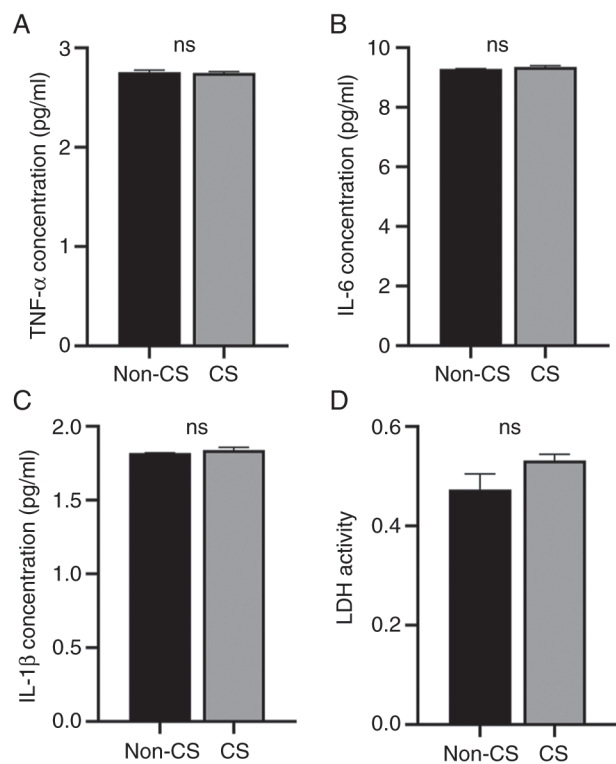 A
ns
3
2
1
0
TNF-α concentration (pg/ml)
Non-CS
CS
B
ns
10
8
6
4
2
0
IL-6 concentration (pg/ml)
Non-CS
CS
C
ns
2.0
1.5
1.0
0.5
0.0
IL-1β concentration (pg/ml)
Non-CS
CS
D
ns
0.6
0.4
0.2
0.0
LDH activity
Non-CS
CS